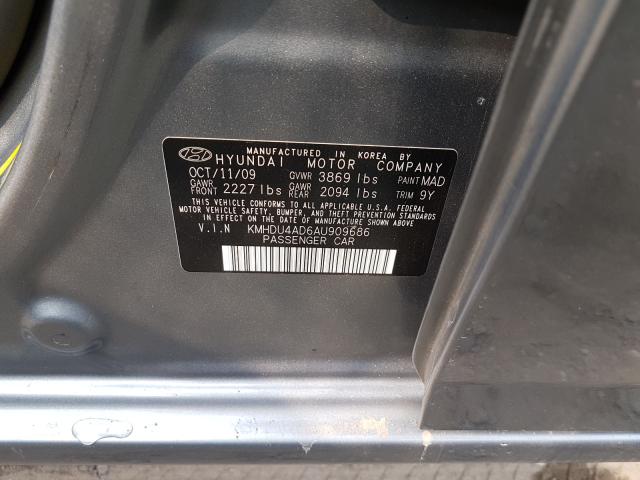 MANUFACTURED IN KOREA BY
HYUNDAI MOTOR COMPANY
OCT/11/09 GVWR 3869 lbs PAINT MAD
GAWR FRONT 2227 lbs GAWR REAR 2094 lbs TRIM 9Y
THIS VEHICLE CONFORMS TO ALL APPLICABLE U.S.A. FEDERAL
MOTOR VEHICLE SAFETY, BUMPER, AND THEFT PREVENTION STANDARDS
IN EFFECT ON THE DATE OF MANUFACTURE SHOWN ABOVE.
V.I.N KMHDU4AD6AU909686
PASSENGER CAR